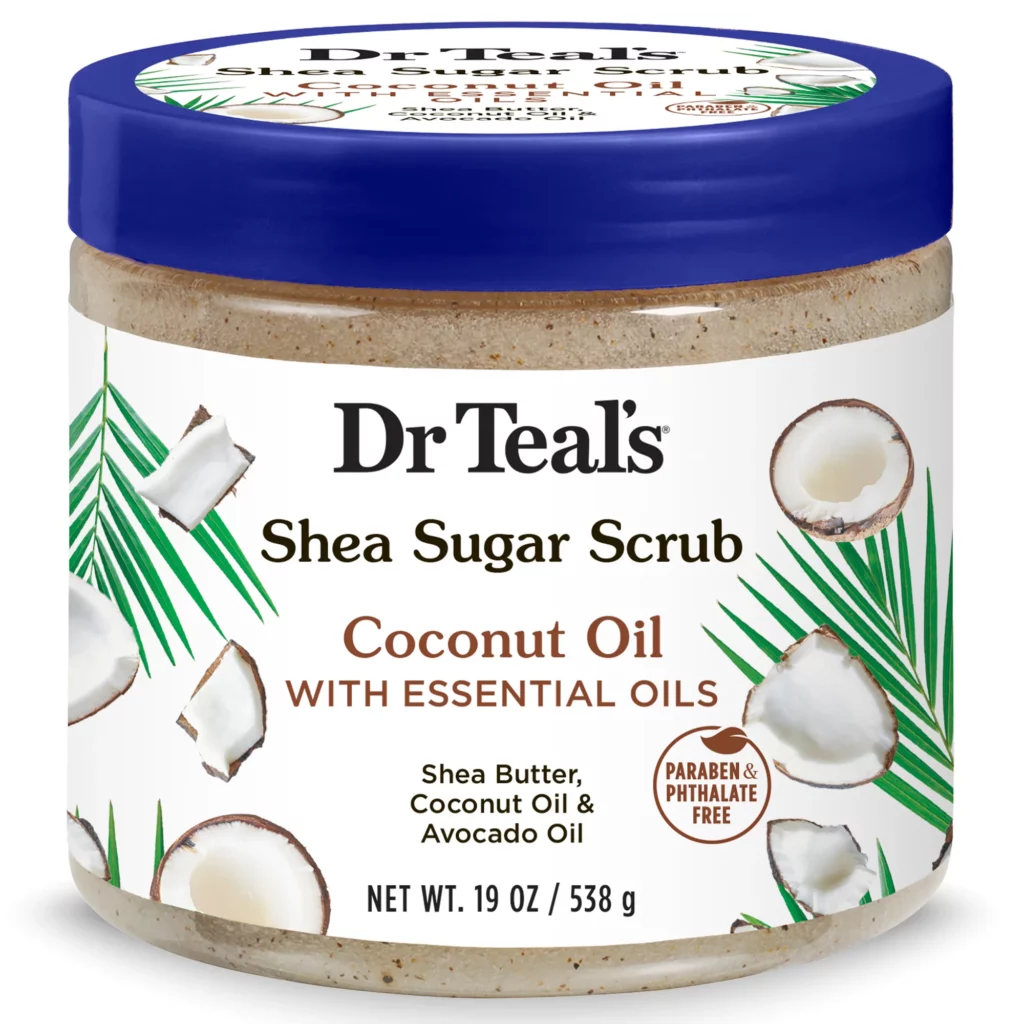 Dr Teal's
Shea Sugar Scrub
Coconut Oil
WITH ESSENTIAL
OILS
Shea Butter,
Coconut Oil &
Avocado Oil
PARABEN &
PHTHALATE
FREE
Dr Teal's®
Shea Sugar Scrub
Coconut Oil
WITH ESSENTIAL OILS
Shea Butter,
Coconut Oil &
Avocado Oil
PARABEN &
PHTHALATE
FREE
NET WT. 19 OZ / 538 g